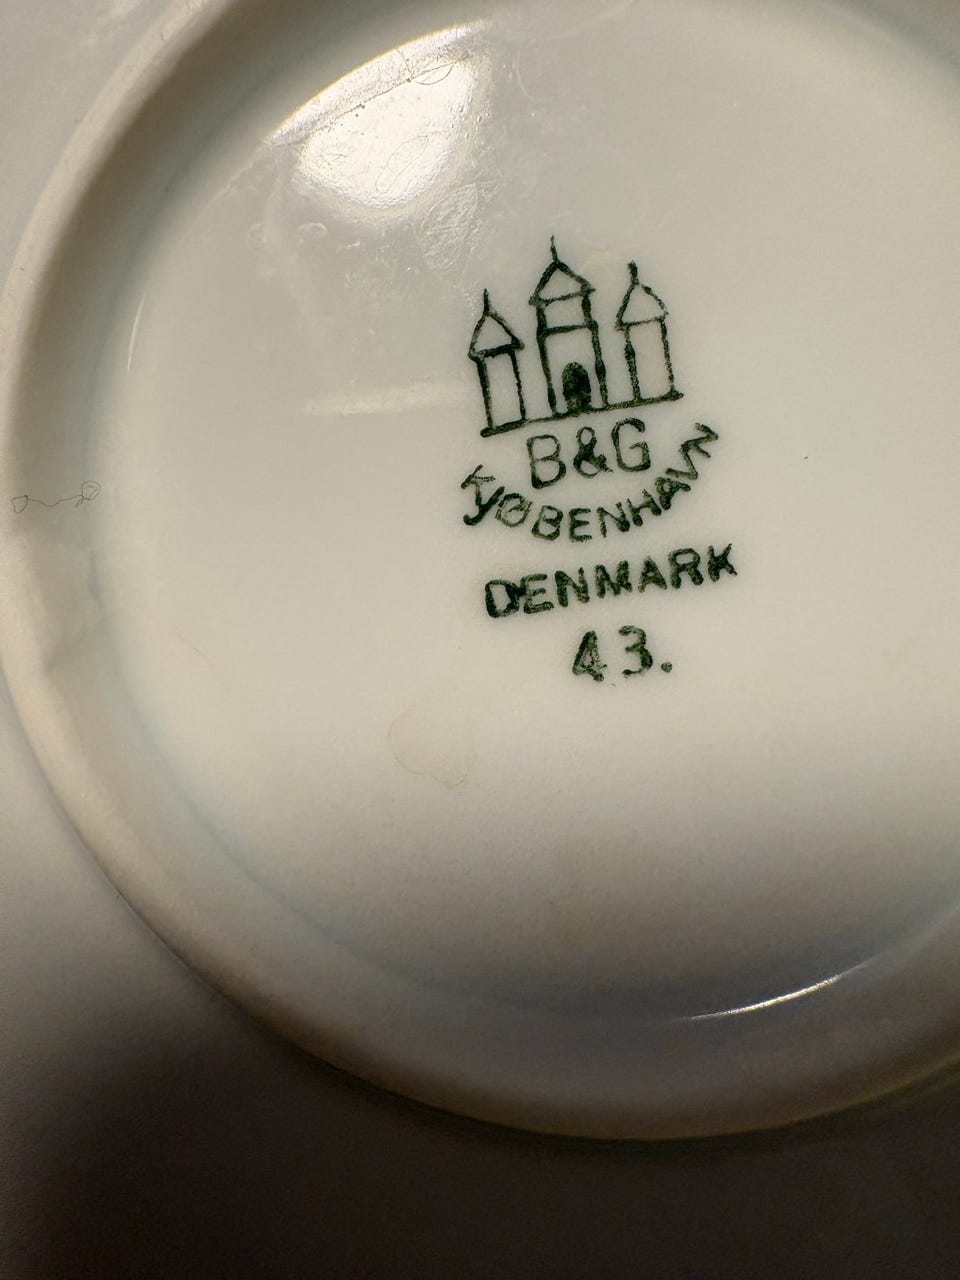 B&G
KJØBENHAVN
DENMARK
43.